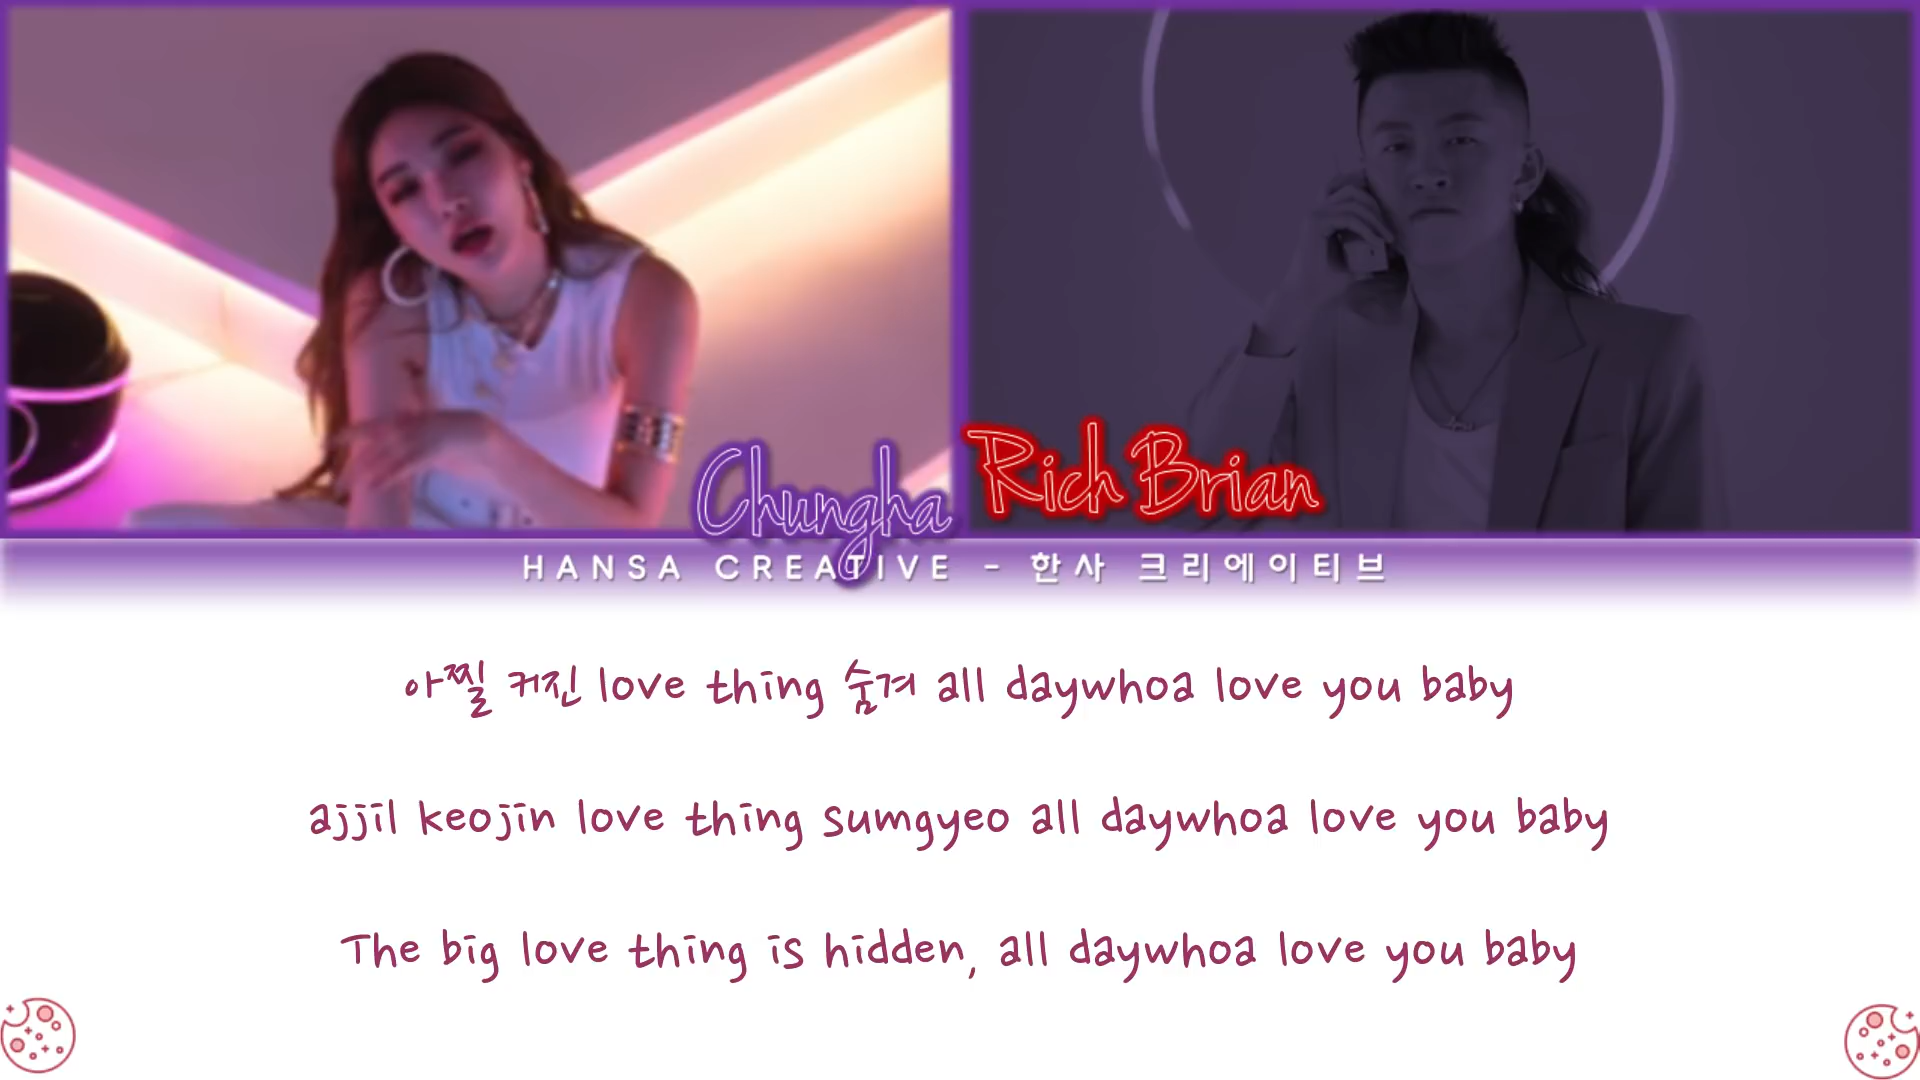 Chungha
Rich Brian
HANSA CREATIVE - 한사 크리에이티브
아찔 커진 love thing 숨겨 all daywhoa love you baby
ajjil keojin love thing sumgyeo all daywhoa love you baby
The big love thing is hidden, all daywhoa love you baby